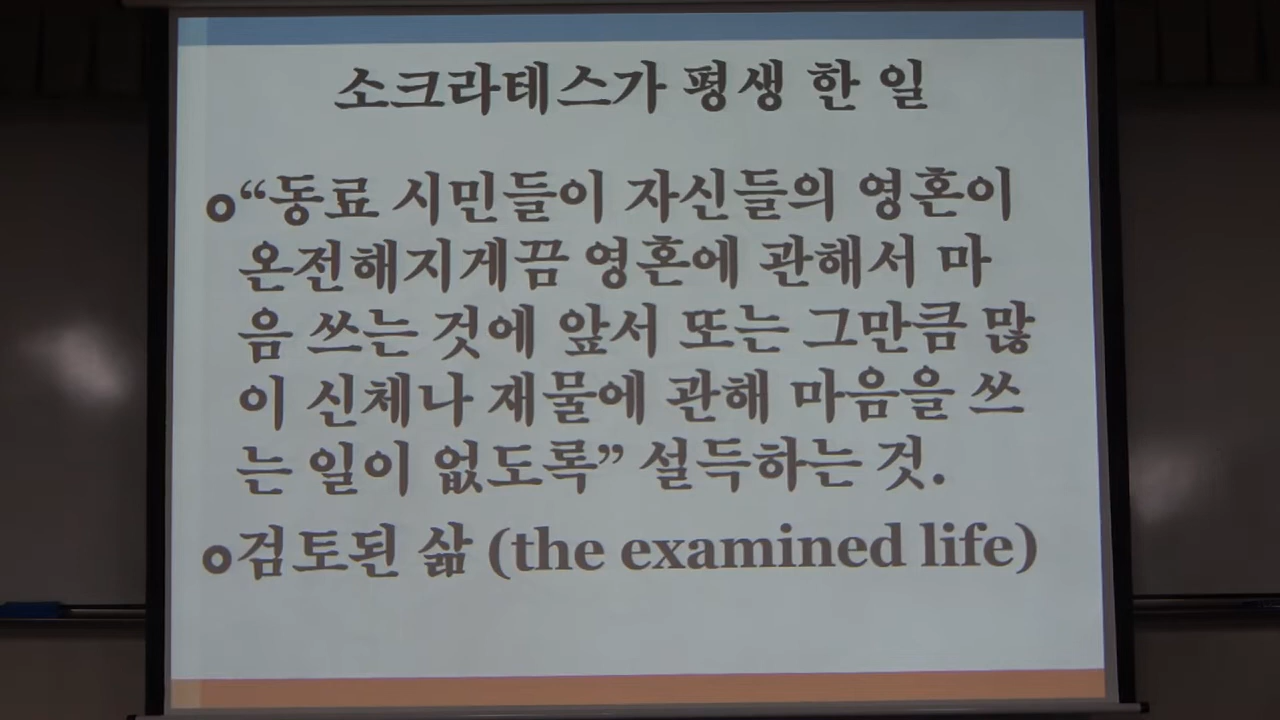 소크라테스가 평생 한 일
“동료 시민들이 자신들의 영혼이
온전해지게끔 영혼에 관해서 마
음 쓰는 것에 앞서 또는 그만큼 많
이 신체나 재물에 관해 마음을 쓰
는 일이 없도록” 설득하는 것.
검토된 삶 (the examined life)